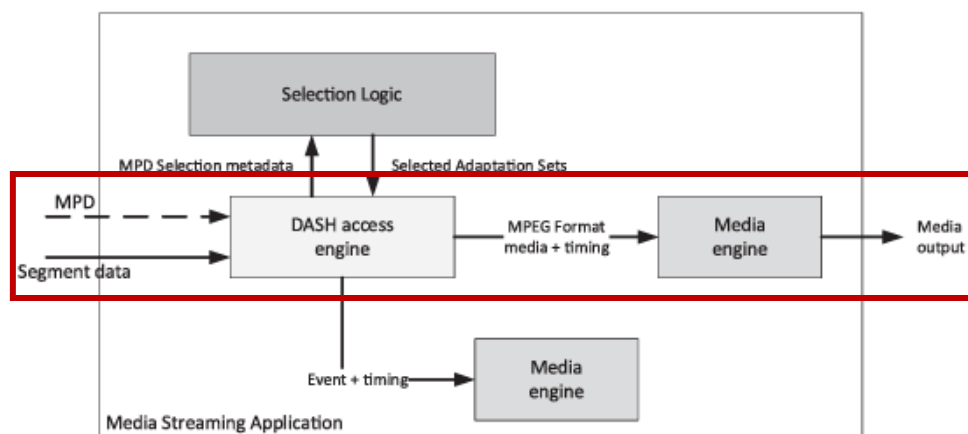 Selection Logic
MPD Selection metadata
Selected Adaptation Sets
MPD
Segment data
DASH access
engine
MPEG Format
media + timing
Media
engine
Media
output
Event + timing
Media
engine
Media Streaming Application